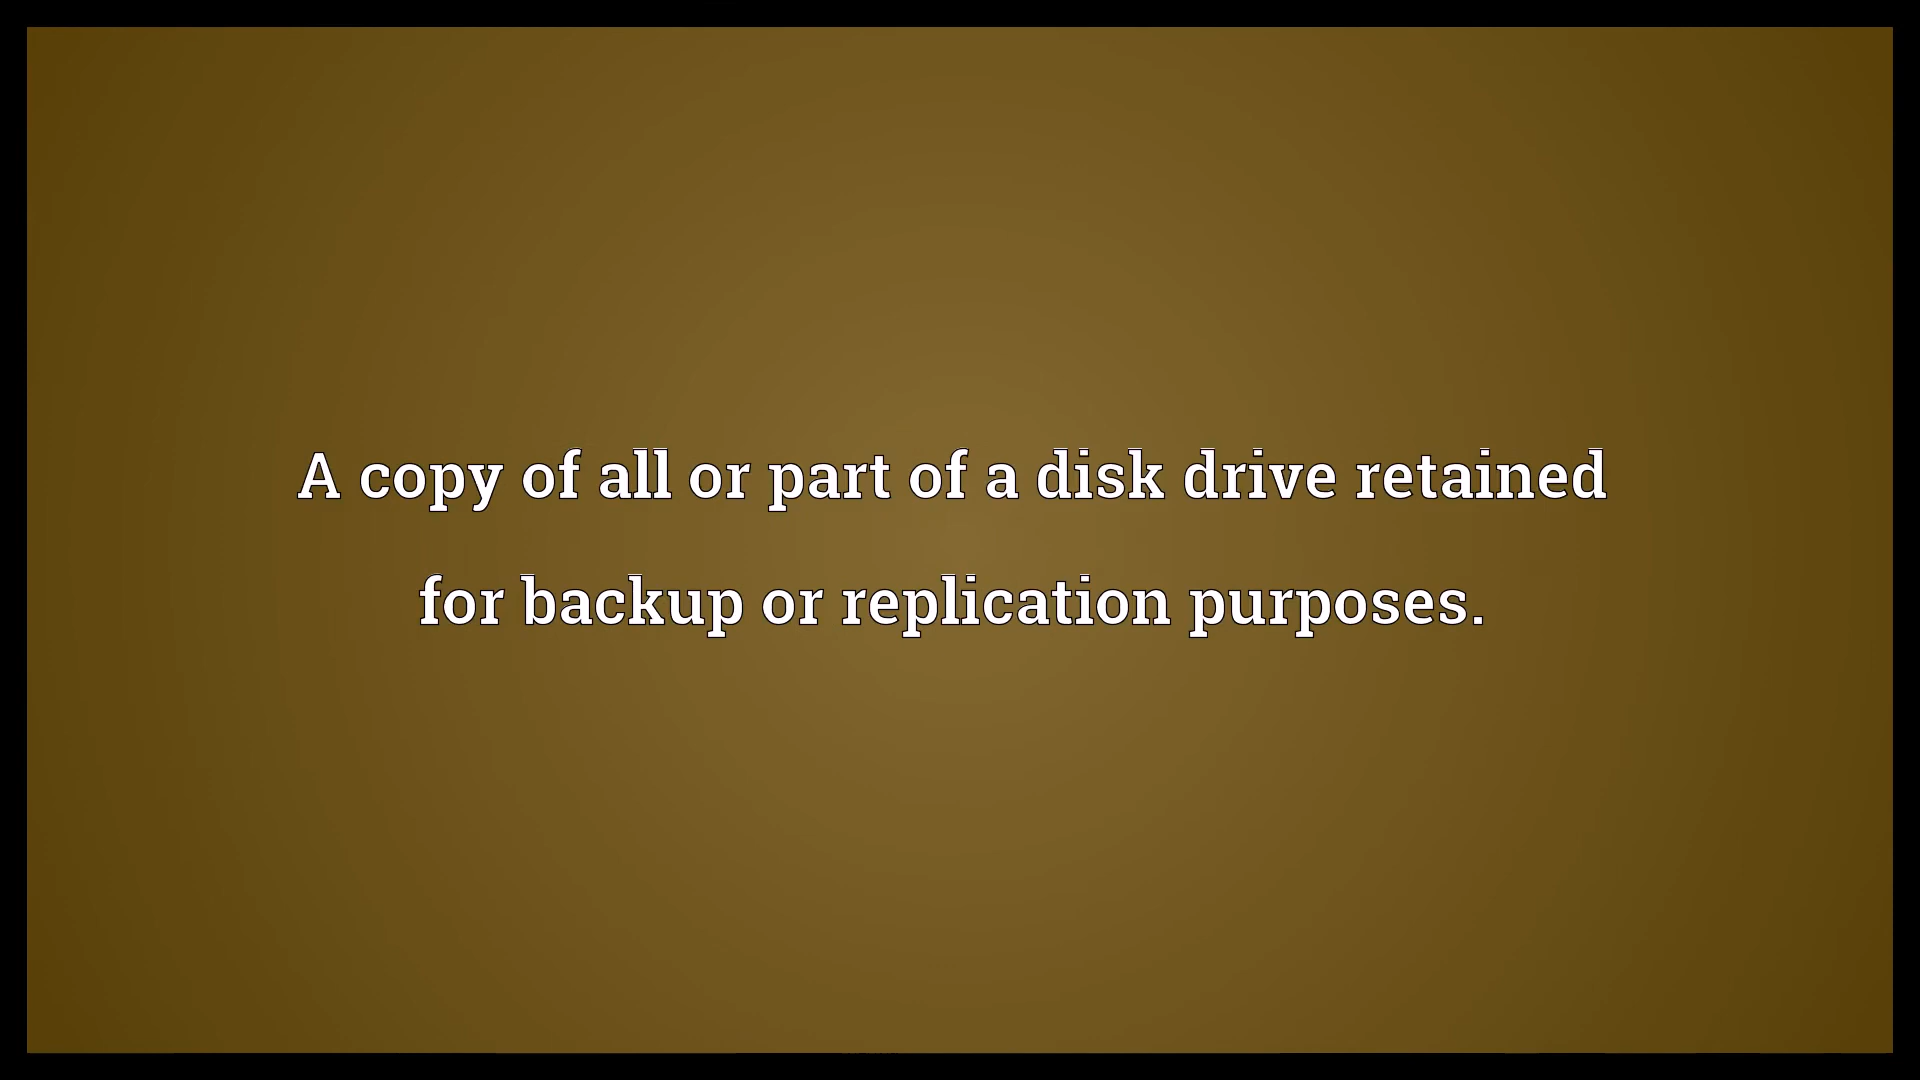 A copy of all or part of a disk drive retained
for backup or replication purposes.